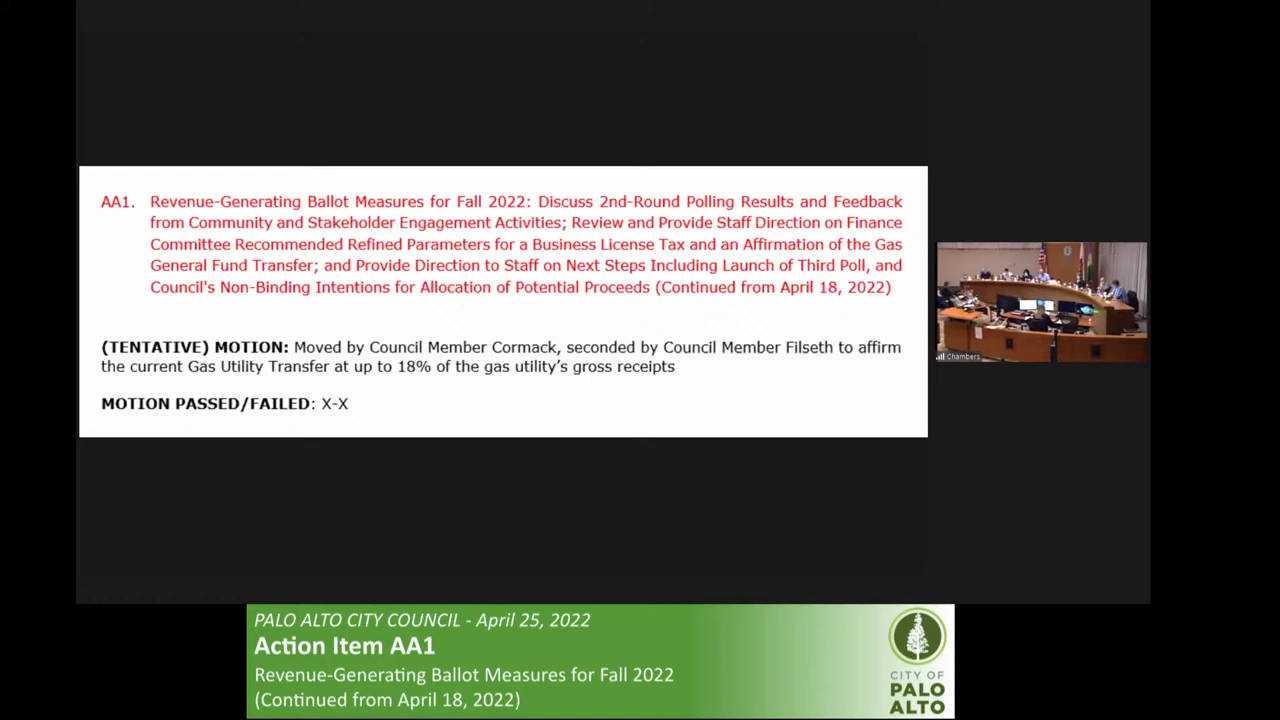 AA1. Revenue-Generating Ballot Measures for Fall 2022: Discuss 2nd-Round Polling Results and Feedback
from Community and Stakeholder Engagement Activities; Review and Provide Staff Direction on Finance
Committee Recommended Refined Parameters for a Business License Tax and an Affirmation of the Gas
General Fund Transfer; and Provide Direction to Staff on Next Steps Including Launch of Third Poll, and
Council's Non-Binding Intentions for Allocation of Potential Proceeds (Continued from April 18, 2022)
(TENTATIVE) MOTION: Moved by Council Member Cormack, seconded by Council Member Filseth to affirm
the current Gas Utility Transfer at up to 18% of the gas utility’s gross receipts
MOTION PASSED/FAILED: X-X
Chambers
PALO ALTO CITY COUNCIL - April 25, 2022
Action Item AA1
Revenue-Generating Ballot Measures for Fall 2022
(Continued from April 18, 2022)
CITY OF
PALO
ALTO